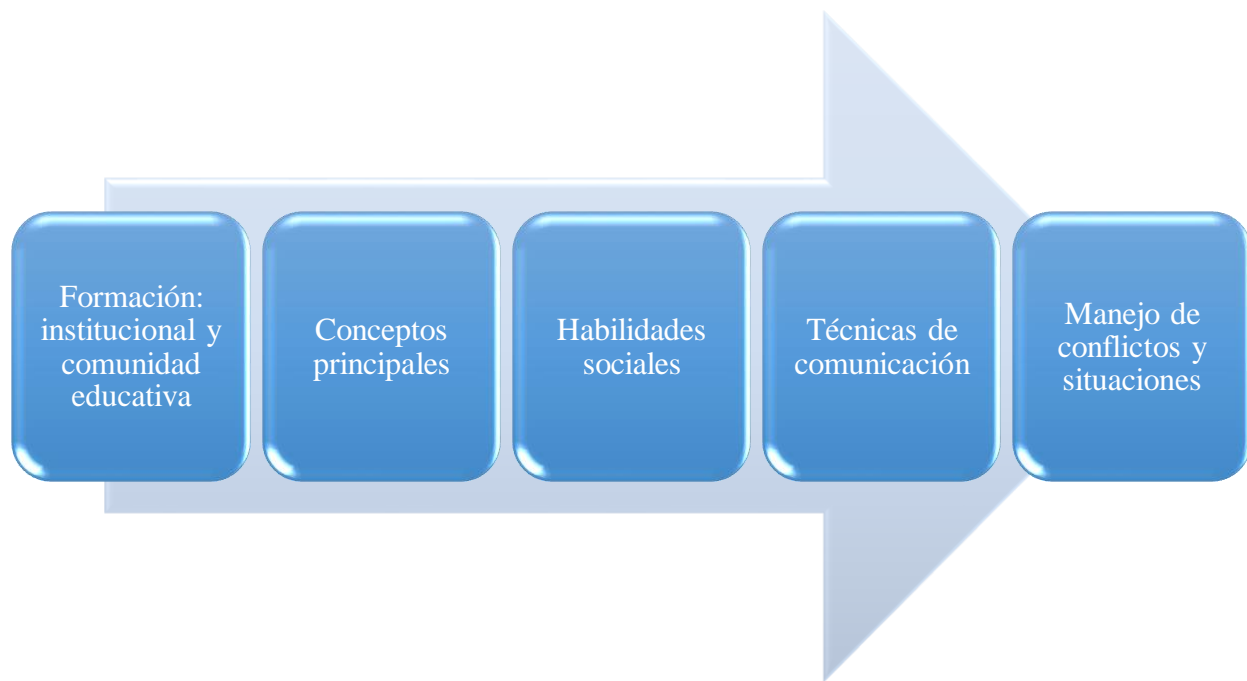 Formación:
institucional y
comunidad
educativa
Conceptos
principales
Habilidades
sociales
Técnicas de
comunicación
Manejo de
conflictos y
situaciones